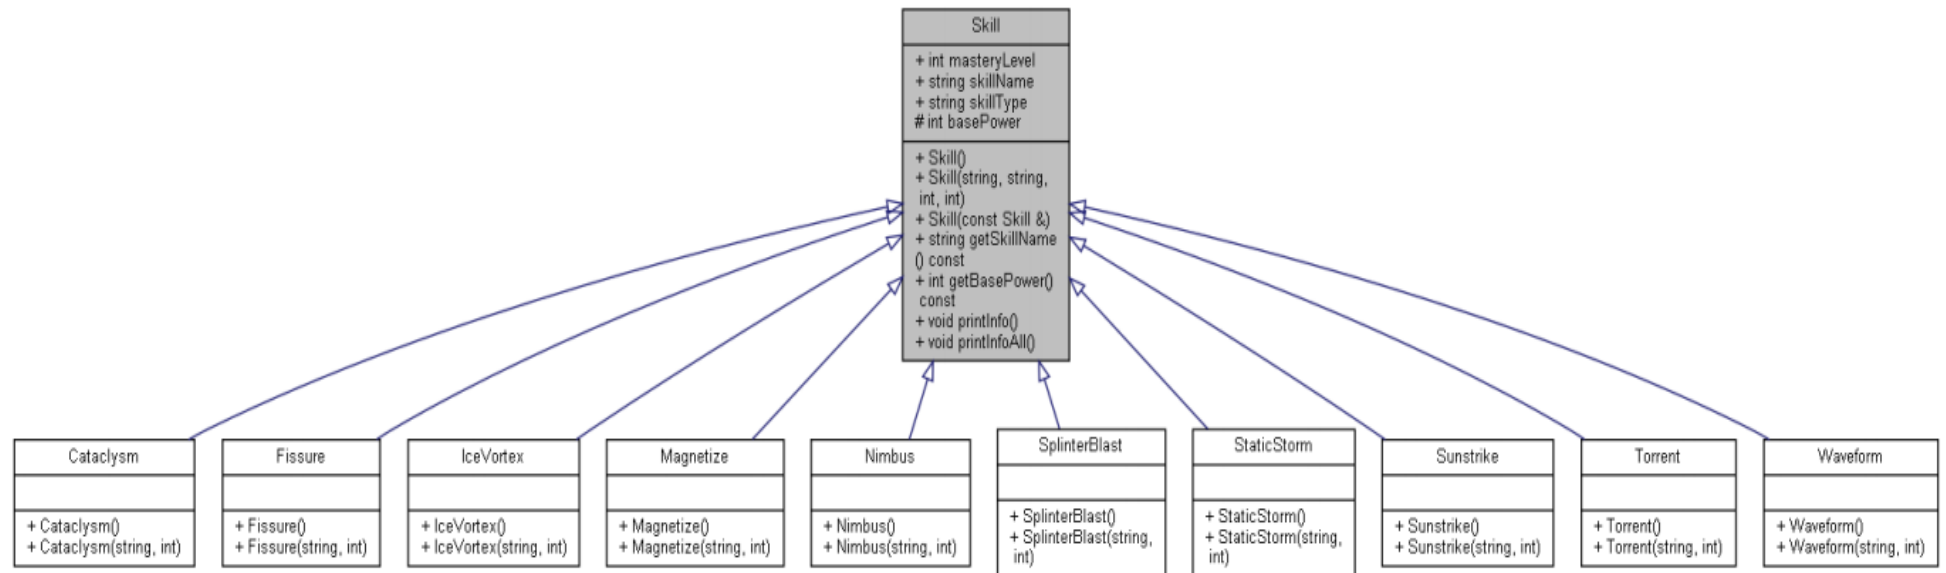 Skill
+ int masteryLevel
+ string skillName
+ string skillType
# int basePower
+ Skill()
+ Skill(string, string,
int, int)
+ Skill(const Skill &)
+ string getSkillName
() const
+ int getBasePower()
const
+ void printInfo()
+ void printInfoAll()
Cataclysm
+ Cataclysm()
+ Cataclysm(string, int)
Fissure
+ Fissure()
+ Fissure(string, int)
IceVortex
+ IceVortex()
+ IceVortex(string, int)
Magnetize
+ Magnetize()
+ Magnetize(string, int)
Nimbus
+ Nimbus()
+ Nimbus(string, int)
SplinterBlast
+ SplinterBlast()
+ SplinterBlast(string,
int)
StaticStorm
+ StaticStorm()
+ StaticStorm(string,
int)
Sunstrike
+ Sunstrike()
+ Sunstrike(string, int)
Torrent
+ Torrent()
+ Torrent(string, int)
Waveform
+ Waveform()
+ Waveform(string, int)